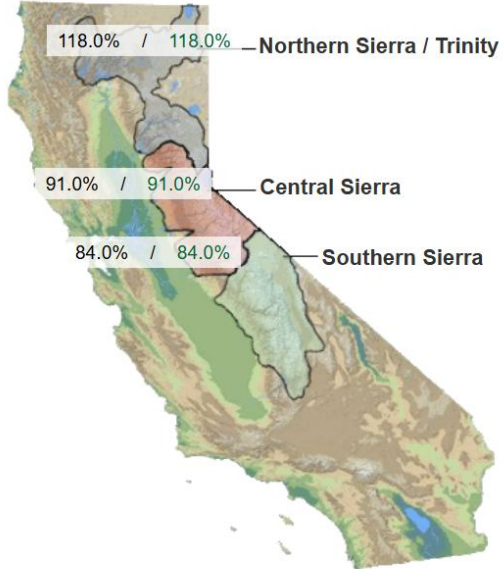 118.0% / 118.0%
Northern Sierra / Trinity
91.0% / 91.0%
Central Sierra
84.0% / 84.0%
Southern Sierra